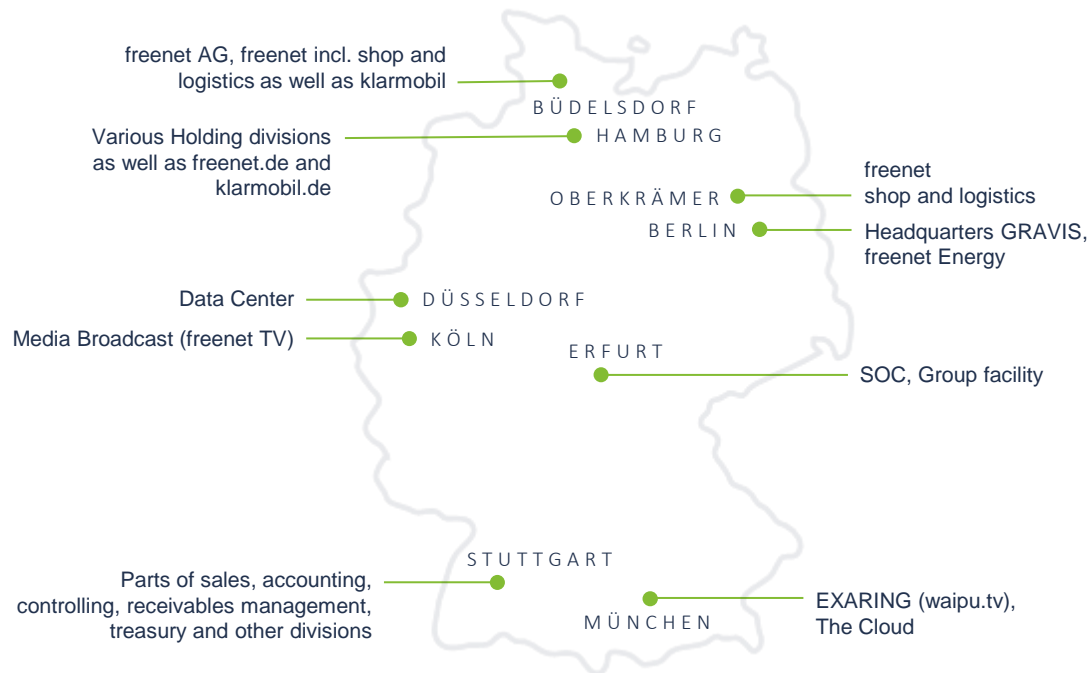 freenet AG, freenet incl. shop and
logistics as well as klarmobil
BÜDELSDORF
Various Holding divisions
as well as freenet.de and
klarmobil.de
HAMBURG
freenet
shop and logistics
OBERKRÄMER
BERLIN
Headquarters GRAVIS,
freenet Energy
Data Center
DÜSSELDORF
Media Broadcast (freenet TV)
KÖLN
ERFURT
SOC, Group facility
STUTTGART
Parts of sales, accounting,
controlling, receivables management,
treasury and other divisions
EXARING (waipu.tv),
The Cloud
MÜNCHEN